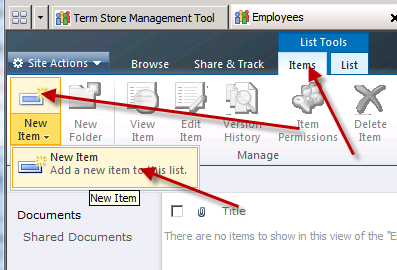 Term Store Management Tool
Employees
List Tools
Site Actions
Browse
Share & Track
Items
List
New Item
New Folder
View Item
Edit Item
Version History
Item Permissions
Delete Item
Manage
New Item
Add a new item to this list.
New Item
Documents
Shared Documents
Title
There are no items to show in this view of the "E